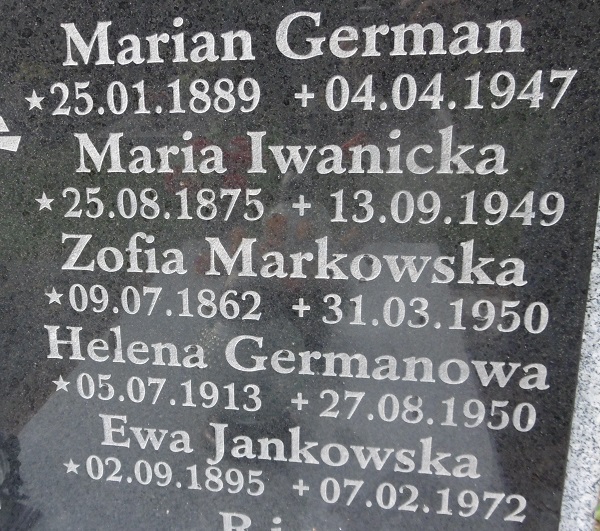 Marian German
★25.01.1889 +04.04.1947
Maria Iwanicka
★25.08.1875 + 13.09.1949
Zofia Markowska
★09.07.1862 +31.03.1950
Helena Germanowa
★05.07.1913 +27.08.1950
Ewa Jankowska
★02.09.1895 +07.02.1972